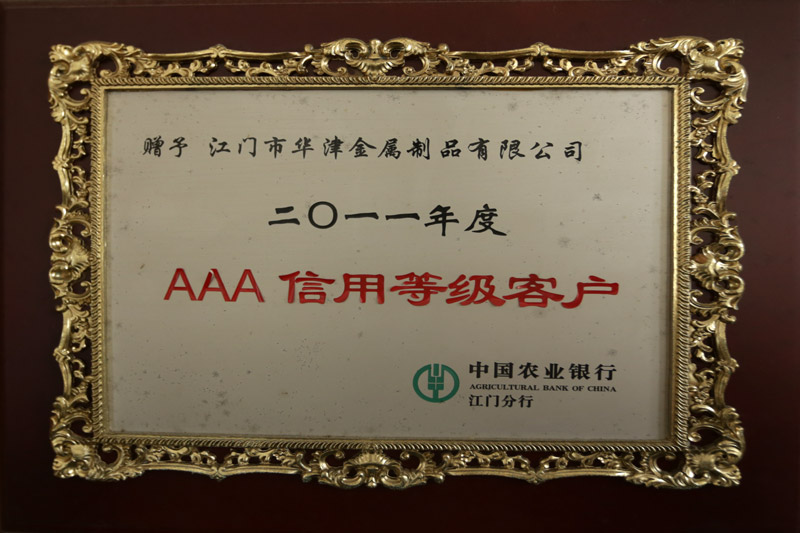 赠予 江门市华津金属制品有限公司
二〇一一年度
AAA 信用等级客户
中国农业银行
AGRICULTURAL BANK OF CHINA
江门分行